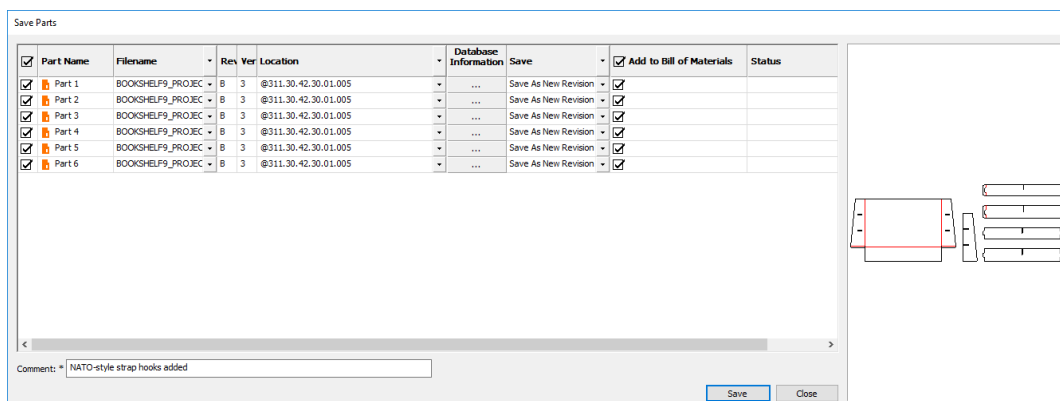 Save Parts
Part Name Filename Rev Ver Location Database Information Save Add to Bill of Materials Status
Part 1 BOOKSHELF9_PROJEC B 3 @311.30.42.30.01.005 ... Save As New Revision
Part 2 BOOKSHELF9_PROJEC B 3 @311.30.42.30.01.005 ... Save As New Revision
Part 3 BOOKSHELF9_PROJEC B 3 @311.30.42.30.01.005 ... Save As New Revision
Part 4 BOOKSHELF9_PROJEC B 3 @311.30.42.30.01.005 ... Save As New Revision
Part 5 BOOKSHELF9_PROJEC B 3 @311.30.42.30.01.005 ... Save As New Revision
Part 6 BOOKSHELF9_PROJEC B 3 @311.30.42.30.01.005 ... Save As New Revision
Comment: * NATO-style strap hooks added
Save Close